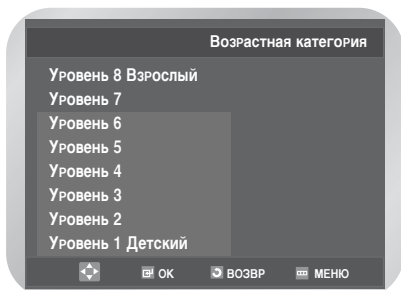 Возрастная категория
Уровень 8 Взрослый
Уровень 7
Уровень 6
Уровень 5
Уровень 4
Уровень 3
Уровень 2
Уровень 1 Детский
ОК ВОЗВР МЕНЮ